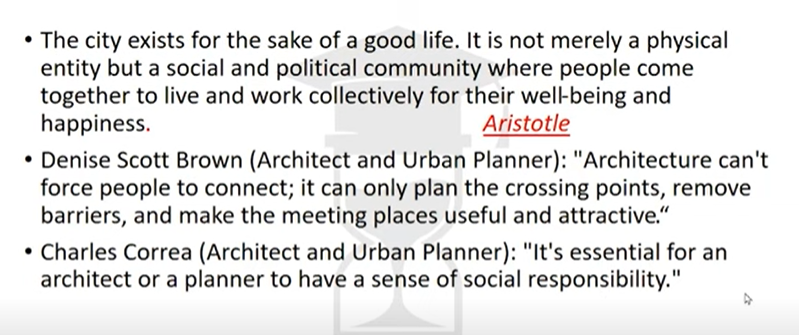 • The city exists for the sake of a good life. It is not merely a physical
entity but a social and political community where people come
together to live and work collectively for their well-being and
happiness. Aristotle
• Denise Scott Brown (Architect and Urban Planner): "Architecture can't
force people to connect; it can only plan the crossing points, remove
barriers, and make the meeting places useful and attractive.“
• Charles Correa (Architect and Urban Planner): "It's essential for an
architect or a planner to have a sense of social responsibility."